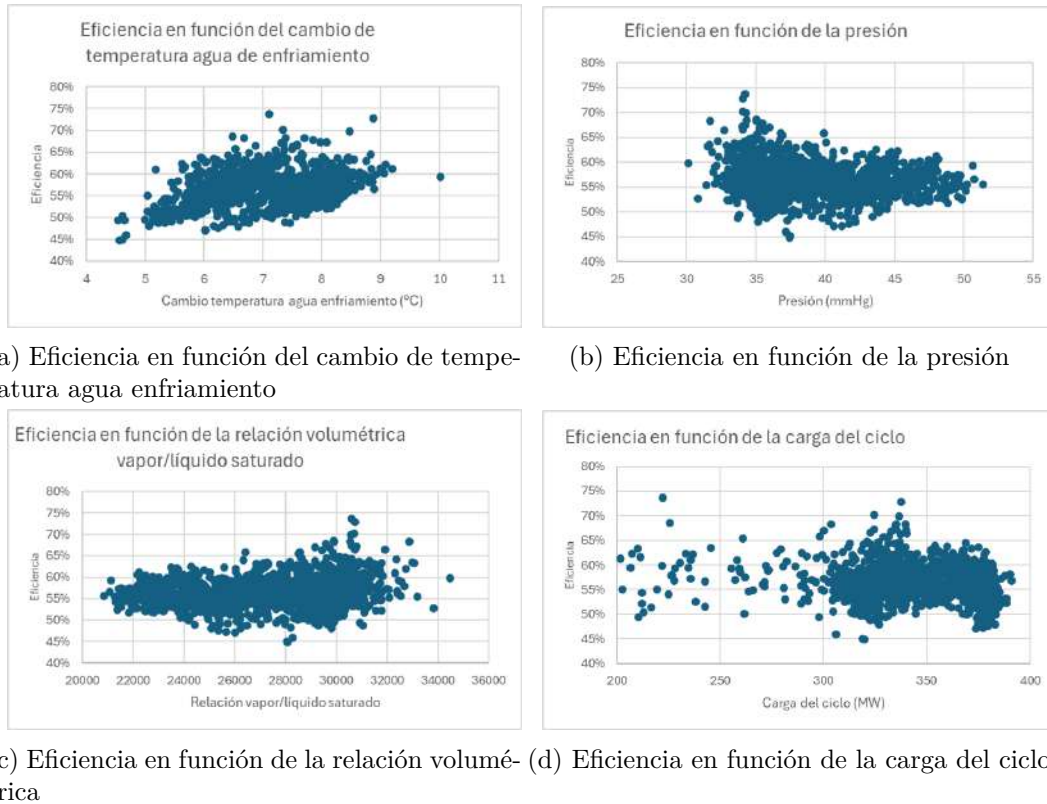 Eficiencia en función del cambio de
temperatura agua de enfriamiento
80%
75%
70%
65%
60%
55%
50%
45%
40%
Eficiencia
4 5 6 7 8 9 10 11
Cambio temperatura agua enfriamiento (ºC)
Eficiencia en función de la presión
80%
75%
70%
65%
60%
55%
50%
45%
40%
Eficiencia
25 30 35 40 45 50 55
Presión (mmHg)
a) Eficiencia en función del cambio de tempe-
atura agua enfriamiento
(b) Eficiencia en función de la presión
Eficiencia en función de la relación volumétrica
vapor/líquido saturado
80%
75%
70%
65%
60%
55%
50%
45%
40%
Eficiencia
20000 22000 24000 26000 28000 30000 32000 34000 36000
Relación vapor/líquido saturado
Eficiencia en función de la carga del ciclo
80%
75%
70%
65%
60%
55%
50%
45%
40%
Eficiencia
200 250 300 350 400
Carga del ciclo (MW)
c) Eficiencia en función de la relación volumé-
rica
(d) Eficiencia en función de la carga del ciclo